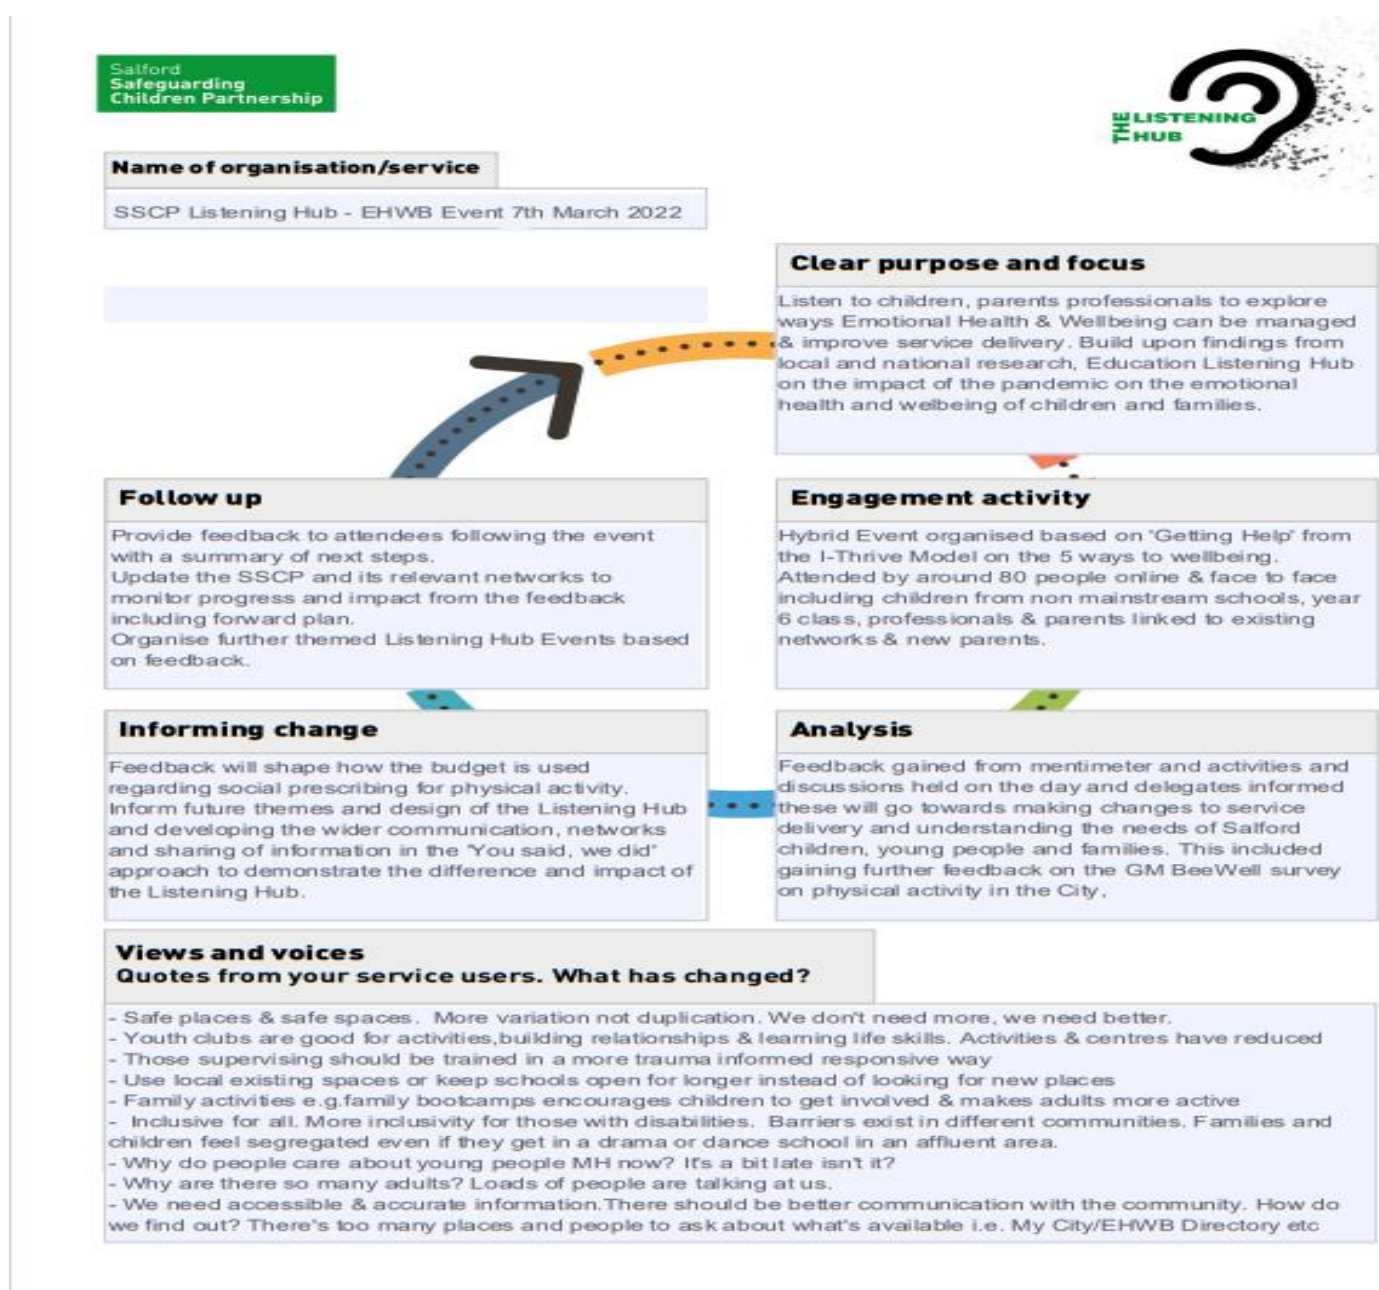 Salford
Safeguarding
Children Partnership
THE LISTENING
HUB
Name of organisation/service
SSCP Listening Hub - EHWB Event 7th March 2022
Clear purpose and focus
Listen to children, parents professionals to explore
ways Emotional Health & Wellbeing can be managed
& improve service delivery. Build upon findings from
local and national research, Education Listening Hub
on the impact of the pandemic on the emotional
health and welbeing of children and families.
Engagement activity
Hybrid Event organised based on 'Getting Help' from
the I-Thrive Model on the 5 ways to wellbeing.
Attended by around 80 people online & face to face
including children from non mainstream schools, year
6 class, professionals & parents linked to existing
networks & new parents.
Analysis
Feedback gained from mentimeter and activities and
discussions held on the day and delegates informed
these will go towards making changes to service
delivery and understanding the needs of Salford
children, young people and families. This included
gaining further feedback on the GM BeeWell survey
on physical activity in the City,
Informing change
Feedback will shape how the budget is used
regarding social prescribing for physical activity.
Inform future themes and design of the Listening Hub
and developing the wider communication, networks
and sharing of information in the 'You said, we did'
approach to demonstrate the difference and impact of
the Listening Hub.
Follow up
Provide feedback to attendees following the event
with a summary of next steps.
Update the SSCP and its relevant networks to
monitor progress and impact from the feedback
including forward plan.
Organise further themed Listening Hub Events based
on feedback.
Views and voices
Quotes from your service users. What has changed?
- Safe places & safe spaces. More variation not duplication. We don't need more, we need better.
- Youth clubs are good for activities,building relationships & learning life skills. Activities & centres have reduced
- Those supervising should be trained in a more trauma informed responsive way
- Use local existing spaces or keep schools open for longer instead of looking for new places
- Family activities e.g.family bootcamps encourages children to get involved & makes adults more active
- Inclusive for all. More inclusivity for those with disabilities. Barriers exist in different communities. Families and
children feel segregated even if they get in a drama or dance school in an affluent area.
- Why do people care about young people MH now? It's a bit late isn't it?
- Why are there so many adults? Loads of people are talking at us.
- We need accessible & accurate information.There should be better communication with the community. How do
we find out? There's too many places and people to ask about what's available i.e. My City/EHWB Directory etc